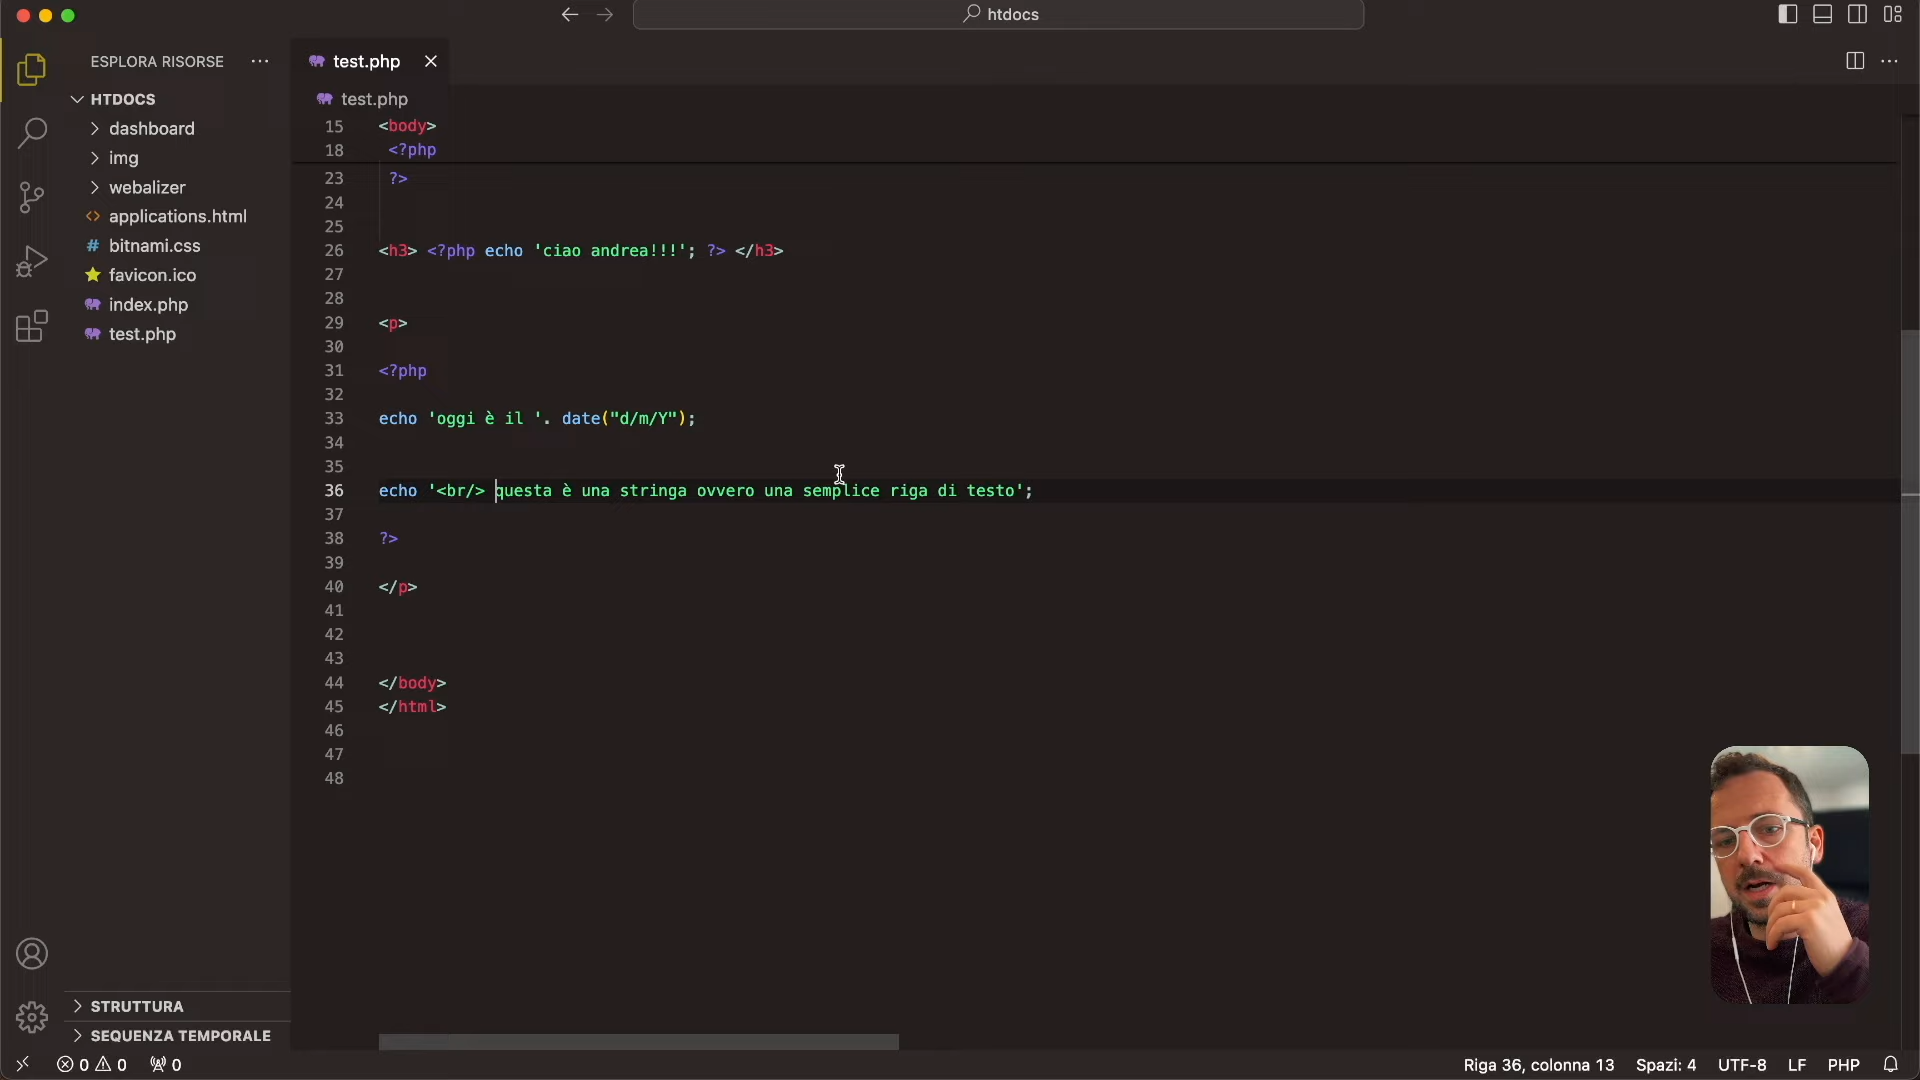 htdocs
ESPLORA RISORSE
test.php
HTDOCS
dashboard
img
webalizer
applications.html
bitnami.css
favicon.ico
index.php
test.php
test.php
15 <body>
18 <?php
23 ?>
24
25
26 <h3> <?php echo 'ciao andrea!!!'; ?> </h3>
27
28
29 <p>
30
31 <?php
32
33 echo 'oggi è il '. date("d/m/Y");
34
35
36 echo '<br/> questa è una stringa ovvero una semplice riga di testo';
37
38 ?>
39
40 </p>
41
42
43
44 </body>
45 </html>
46
47
48
STRUTTURA
SEQUENZA TEMPORALE
0 0 0
Riga 36, colonna 13 Spazi: 4 UTF-8 LF PHP